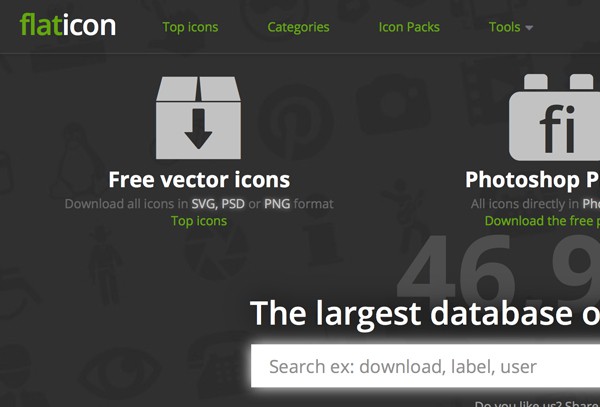 flaticon
Top icons
Categories
Icon Packs
Tools
fi
Free vector icons
Photoshop P
Download all icons in SVG, PSD or PNG format
All icons directly in Pho
Top icons
Download the free p
46.9
The largest database o
Search ex: download, label, user
Do you like us? Share